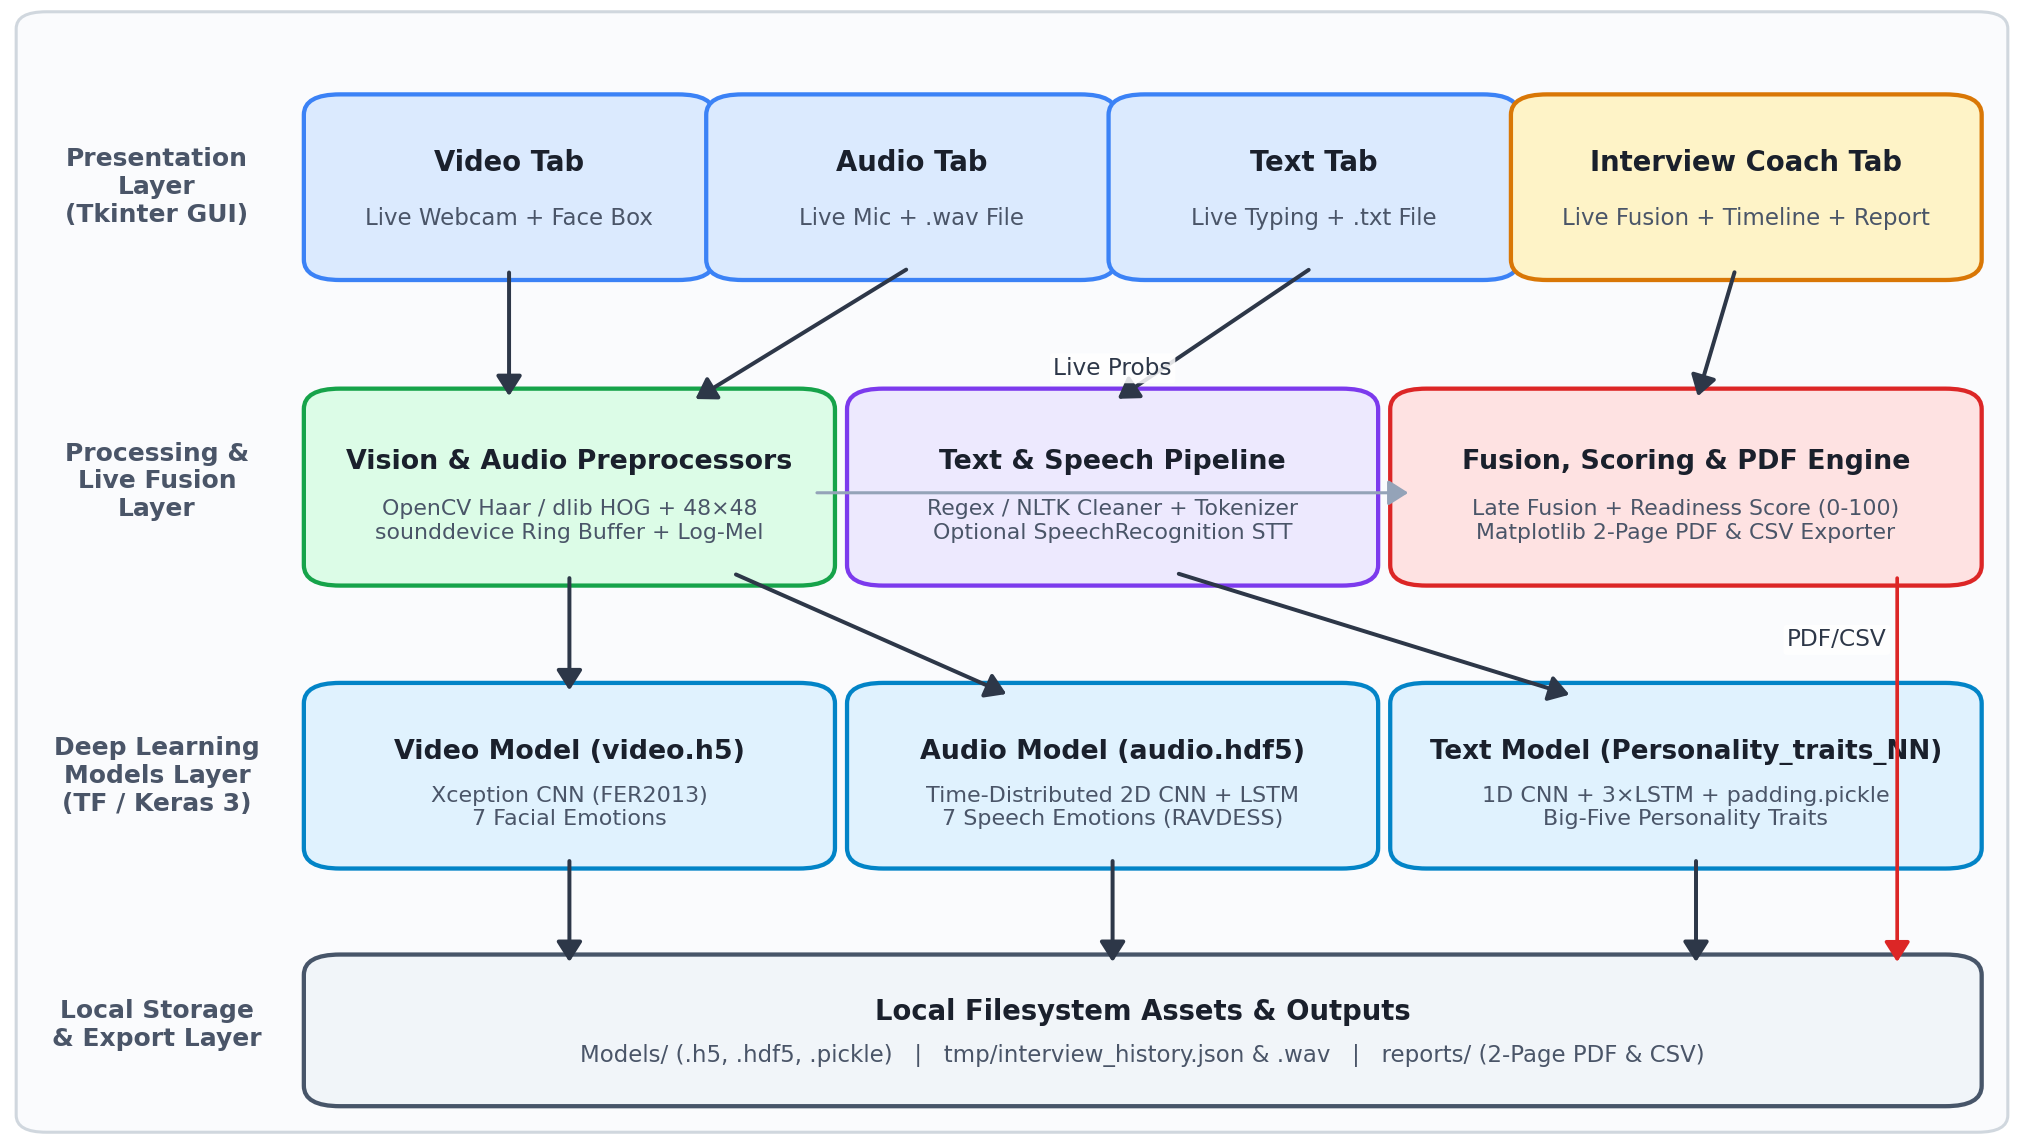 Presentation
Layer
(Tkinter GUI)
Video Tab
Live Webcam + Face Box
Audio Tab
Live Mic + .wav File
Text Tab
Live Typing + .txt File
Interview Coach Tab
Live Fusion + Timeline + Report
Live Probs
Processing &
Live Fusion
Layer
Vision & Audio Preprocessors
OpenCV Haar / dlib HOG + 48×48
sounddevice Ring Buffer + Log-Mel
Text & Speech Pipeline
Regex / NLTK Cleaner + Tokenizer
Optional SpeechRecognition STT
Fusion, Scoring & PDF Engine
Late Fusion + Readiness Score (0-100)
Matplotlib 2-Page PDF & CSV Exporter
PDF/CSV
Deep Learning
Models Layer
(TF / Keras 3)
Video Model (video.h5)
Xception CNN (FER2013)
7 Facial Emotions
Audio Model (audio.hdf5)
Time-Distributed 2D CNN + LSTM
7 Speech Emotions (RAVDESS)
Text Model (Personality_traits_NN)
1D CNN + 3×LSTM + padding.pickle
Big-Five Personality Traits
Local Storage
& Export Layer
Local Filesystem Assets & Outputs
Models/ (.h5, .hdf5, .pickle) | tmp/interview_history.json & .wav | reports/ (2-Page PDF & CSV)